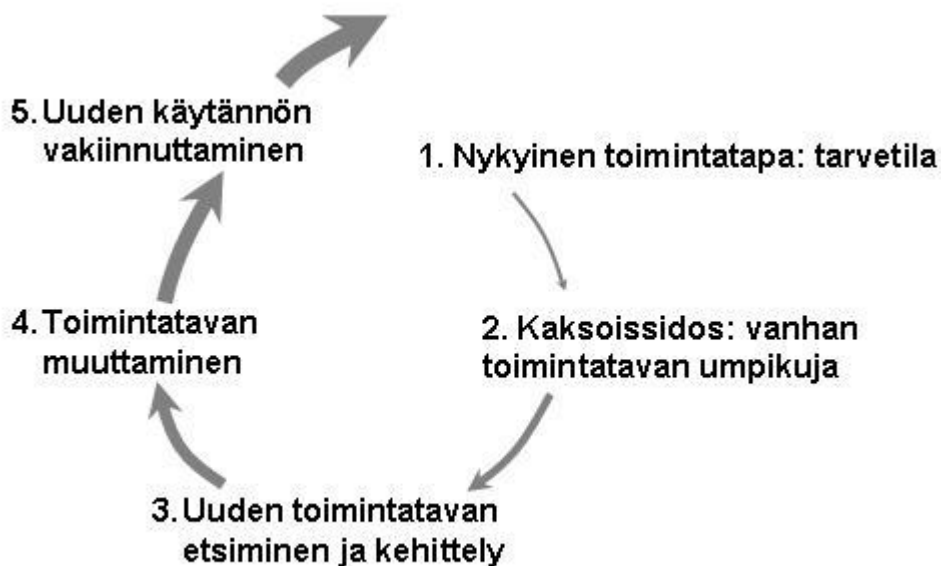 1. Nykyinen toimintatapa: tarvetila
2. Kaksoissidos: vanhan
toimintatavan umpikuja
3. Uuden toimintatavan
etsiminen ja kehittely
4. Toimintatavan
muuttaminen
5. Uuden käytännön
vakiinnuttaminen